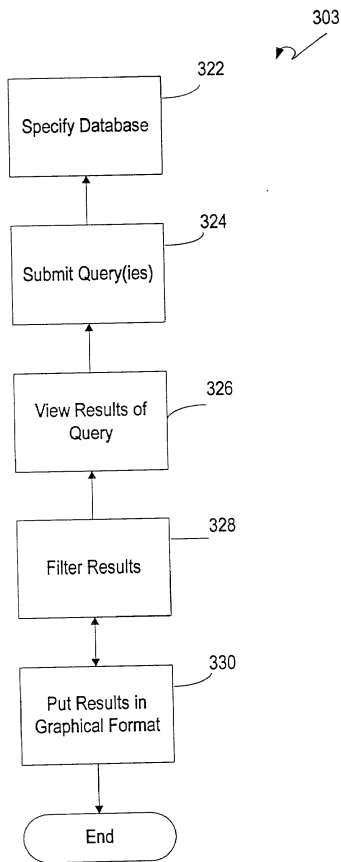 303
322
Specify Database
324
Submit Query(ies)
326
View Results of
Query
328
Filter Results
330
Put Results in
Graphical Format
End